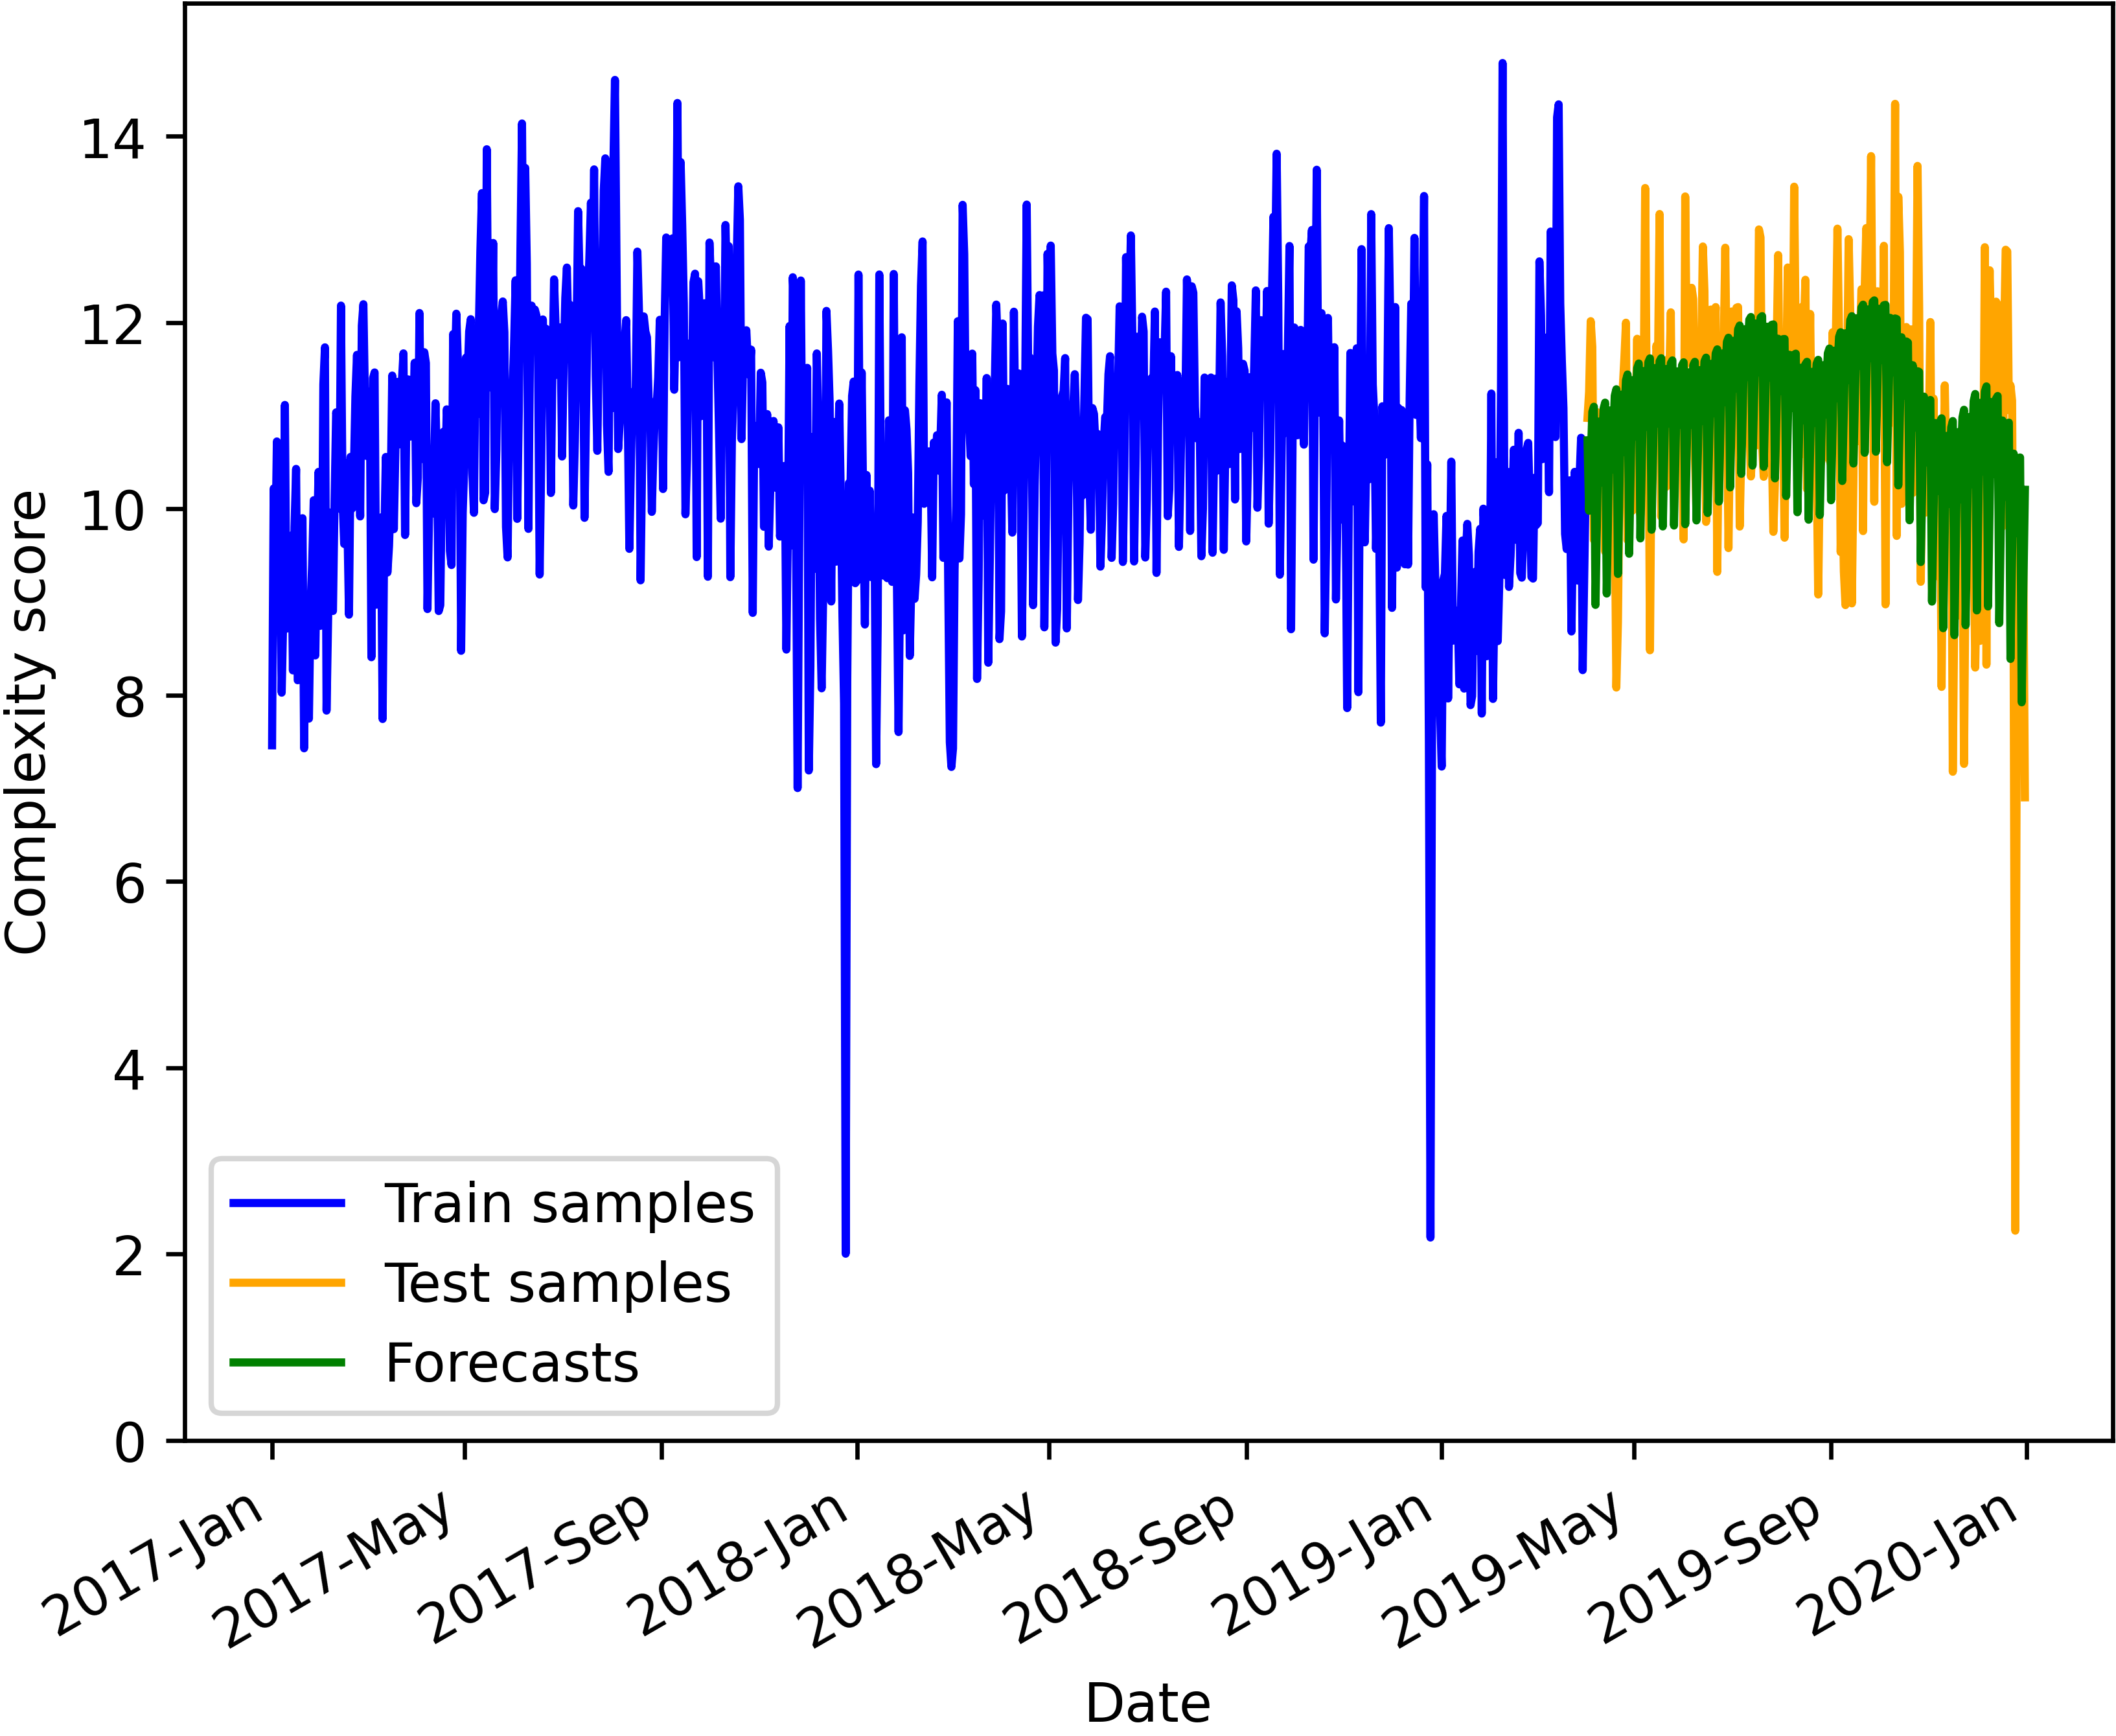 Complexity score
14
12
10
8
6
4
2
0
Train samples
Test samples
Forecasts
2017-Jan
2017-May
2017-Sep
2018-Jan
2018-May
2018-Sep
2019-Jan
2019-May
2019-Sep
2020-Jan
Date